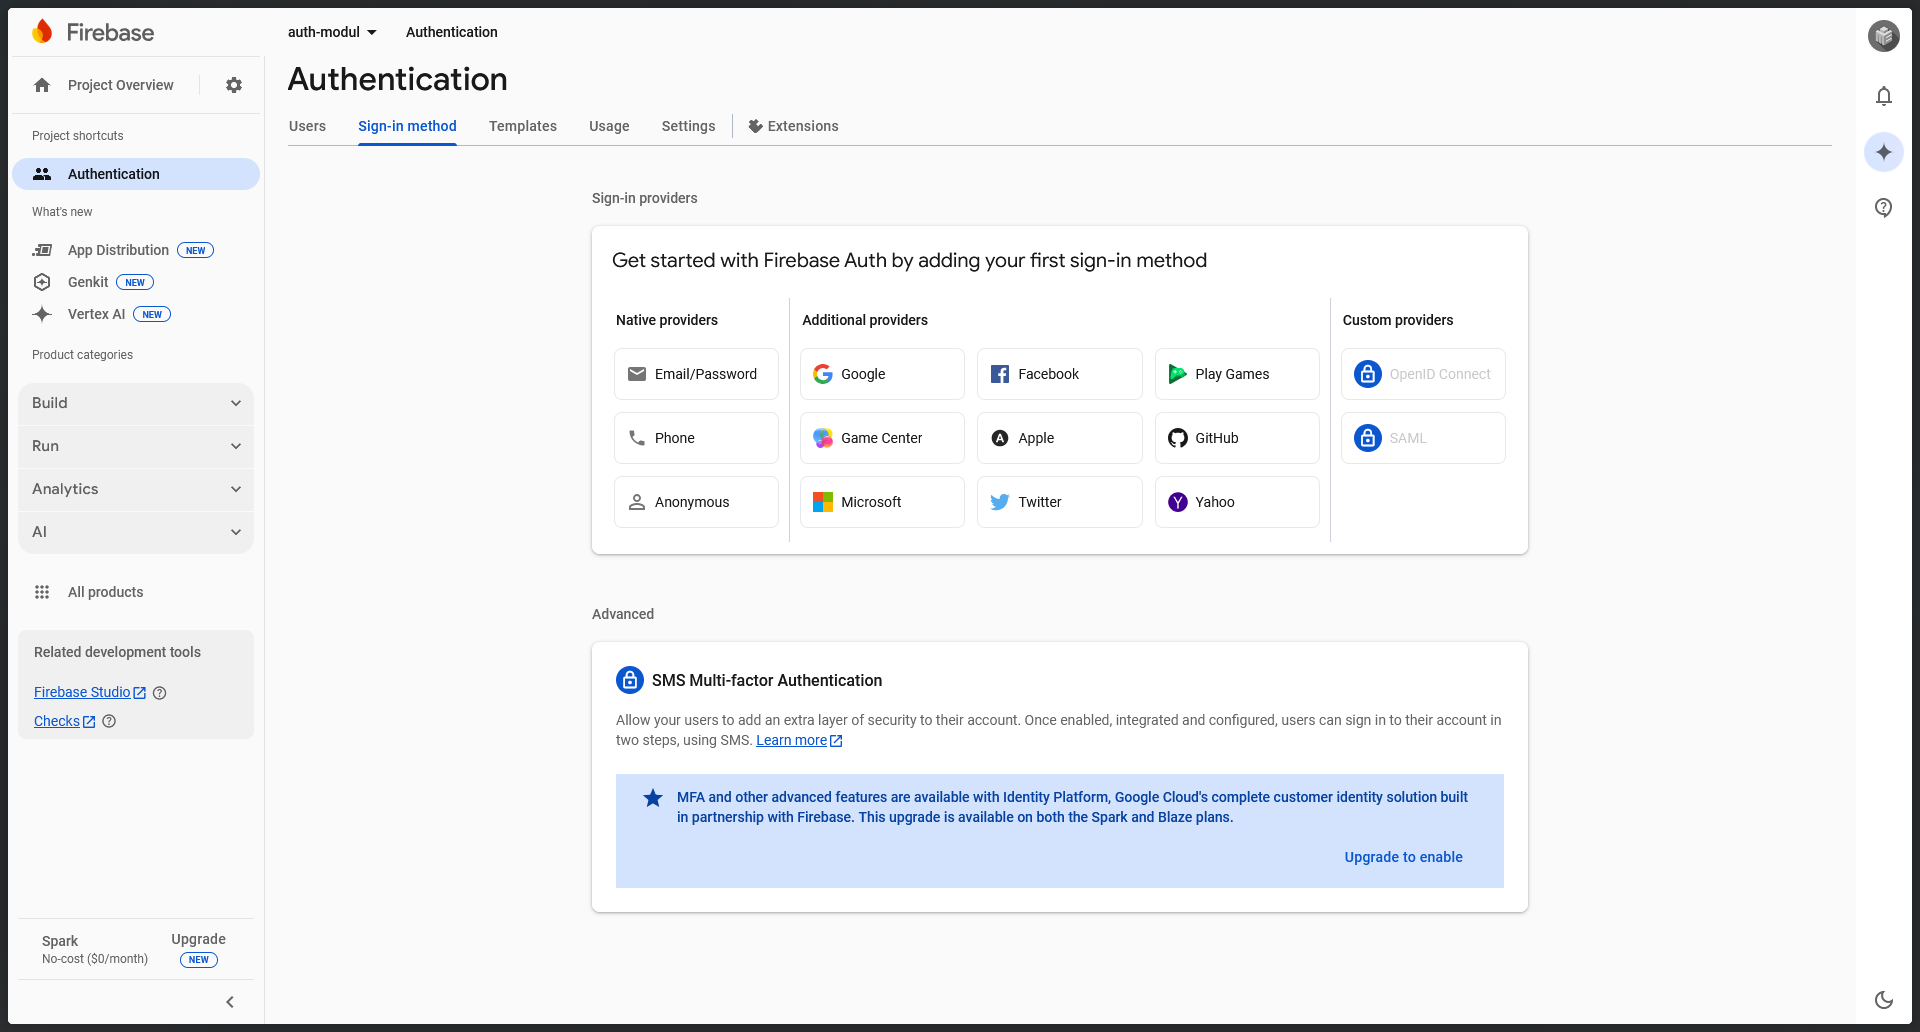 Firebase
auth-modul
Authentication
Project Overview
Authentication
Users
Sign-in method
Templates
Usage
Settings
Extensions
Project shortcuts
Authentication
What's new
App Distribution NEW
Genkit NEW
Vertex AI NEW
Product categories
Build
Run
Analytics
AI
All products
Related development tools
Firebase Studio
Checks
Spark
No-cost ($0/month)
Upgrade
NEW
Sign-in providers
Get started with Firebase Auth by adding your first sign-in method
Native providers
Email/Password
Phone
Anonymous
Additional providers
Google
Facebook
Play Games
Game Center
Apple
GitHub
Microsoft
Twitter
Yahoo
Custom providers
OpenID Connect
SAML
Advanced
SMS Multi-factor Authentication
Allow your users to add an extra layer of security to their account. Once enabled, integrated and configured, users can sign in to their account in
two steps, using SMS. Learn more
MFA and other advanced features are available with Identity Platform, Google Cloud's complete customer identity solution built
in partnership with Firebase. This upgrade is available on both the Spark and Blaze plans.
Upgrade to enable